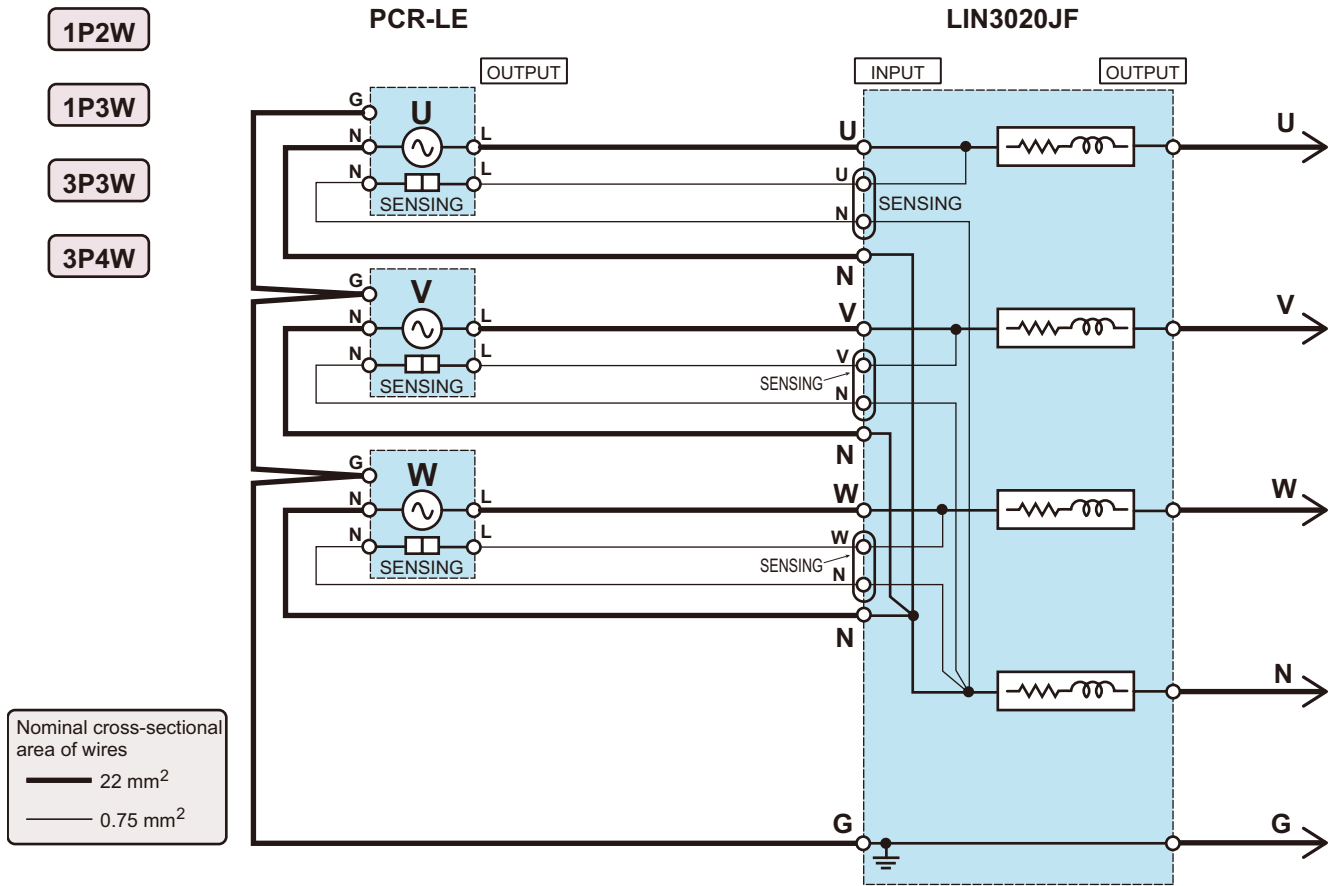 1P2W
1P3W
3P3W
3P4W
PCR-LE
LIN3020JF
OUTPUT
INPUT
OUTPUT
G
U
N
L
N
L
SENSING
U
U
SENSING
N
N
U
G
V
N
L
N
L
SENSING
V
V
SENSING
N
N
V
G
W
N
L
N
L
SENSING
W
W
SENSING
N
N
W
N
G
G
Nominal cross-sectional
area of wires
22 mm²
0.75 mm²